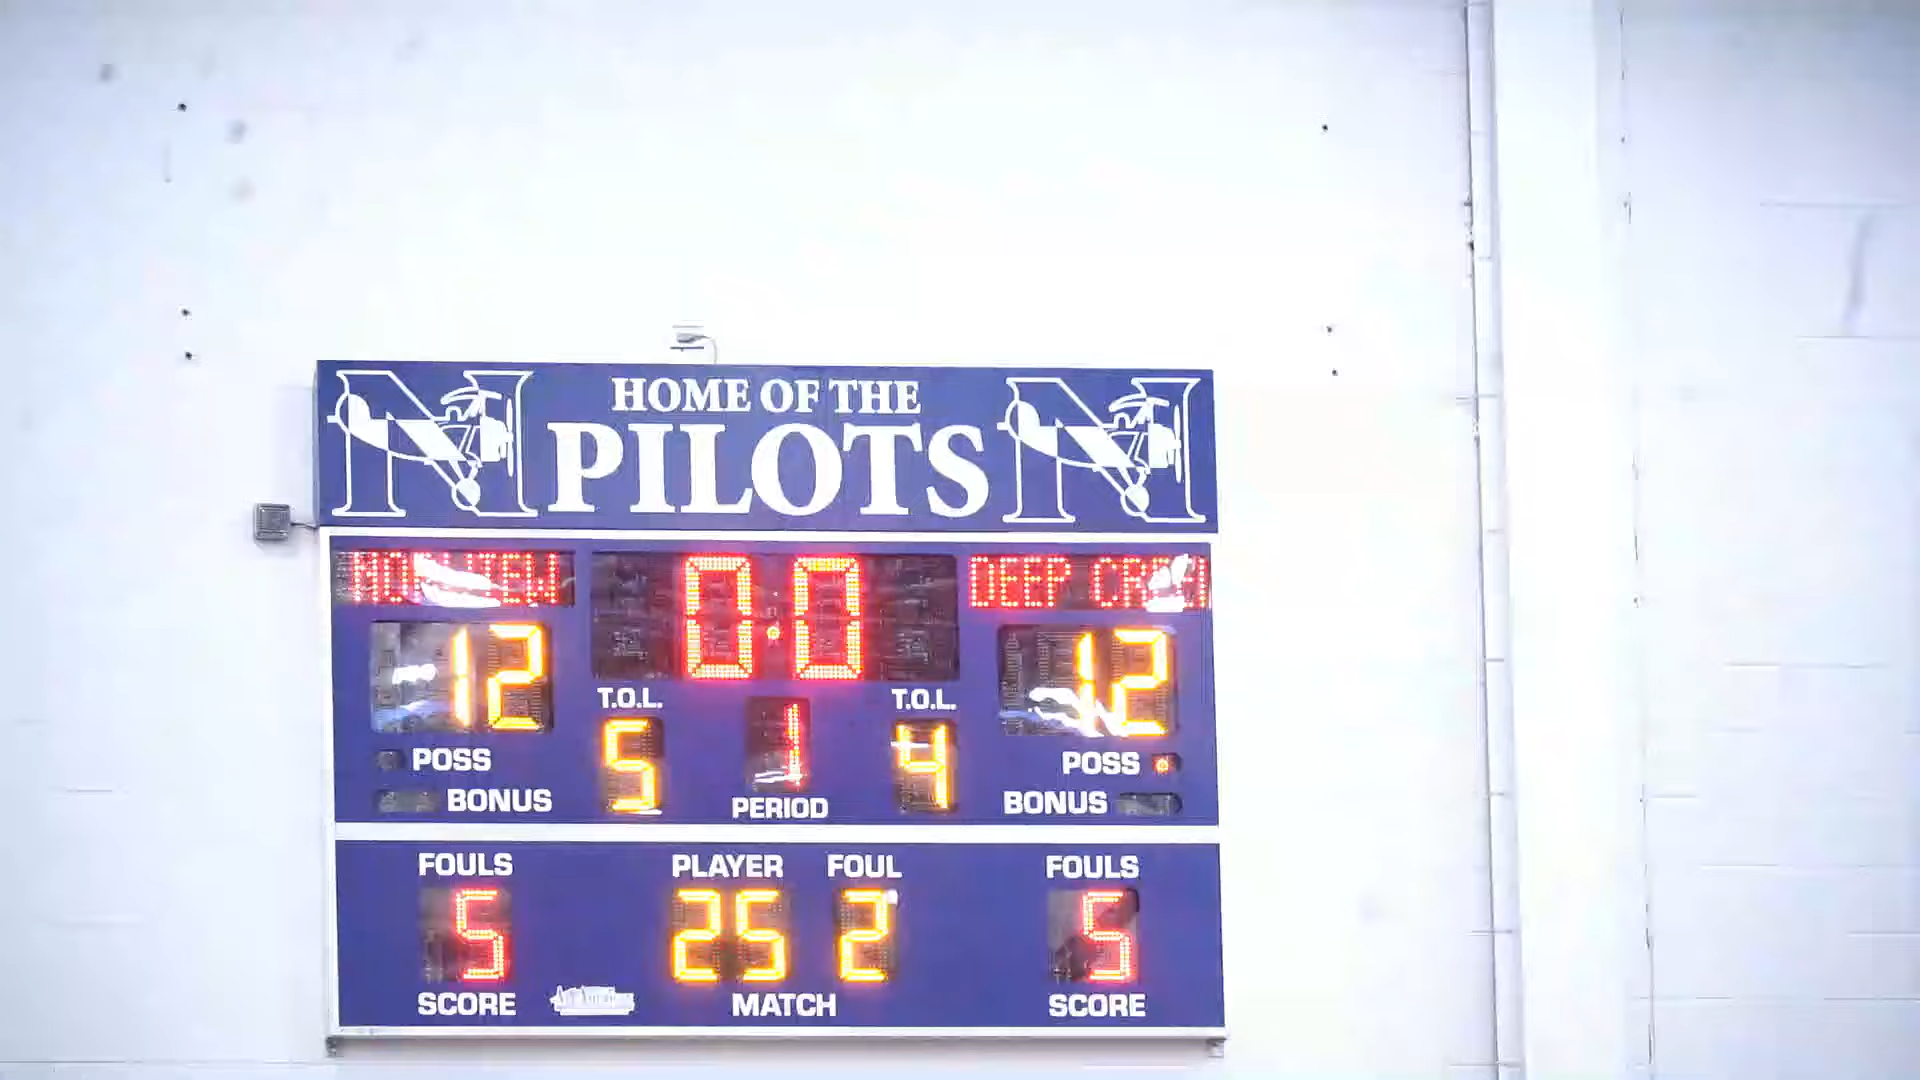 HOME OF THE
N PILOTS N
DEEP
0:0
12 12
T.O.L. T.O.L.
5 1 4
POSS POSS
BONUS PERIOD BONUS
FOULS PLAYER FOUL FOULS
5 25 2 5
SCORE MATCH SCORE